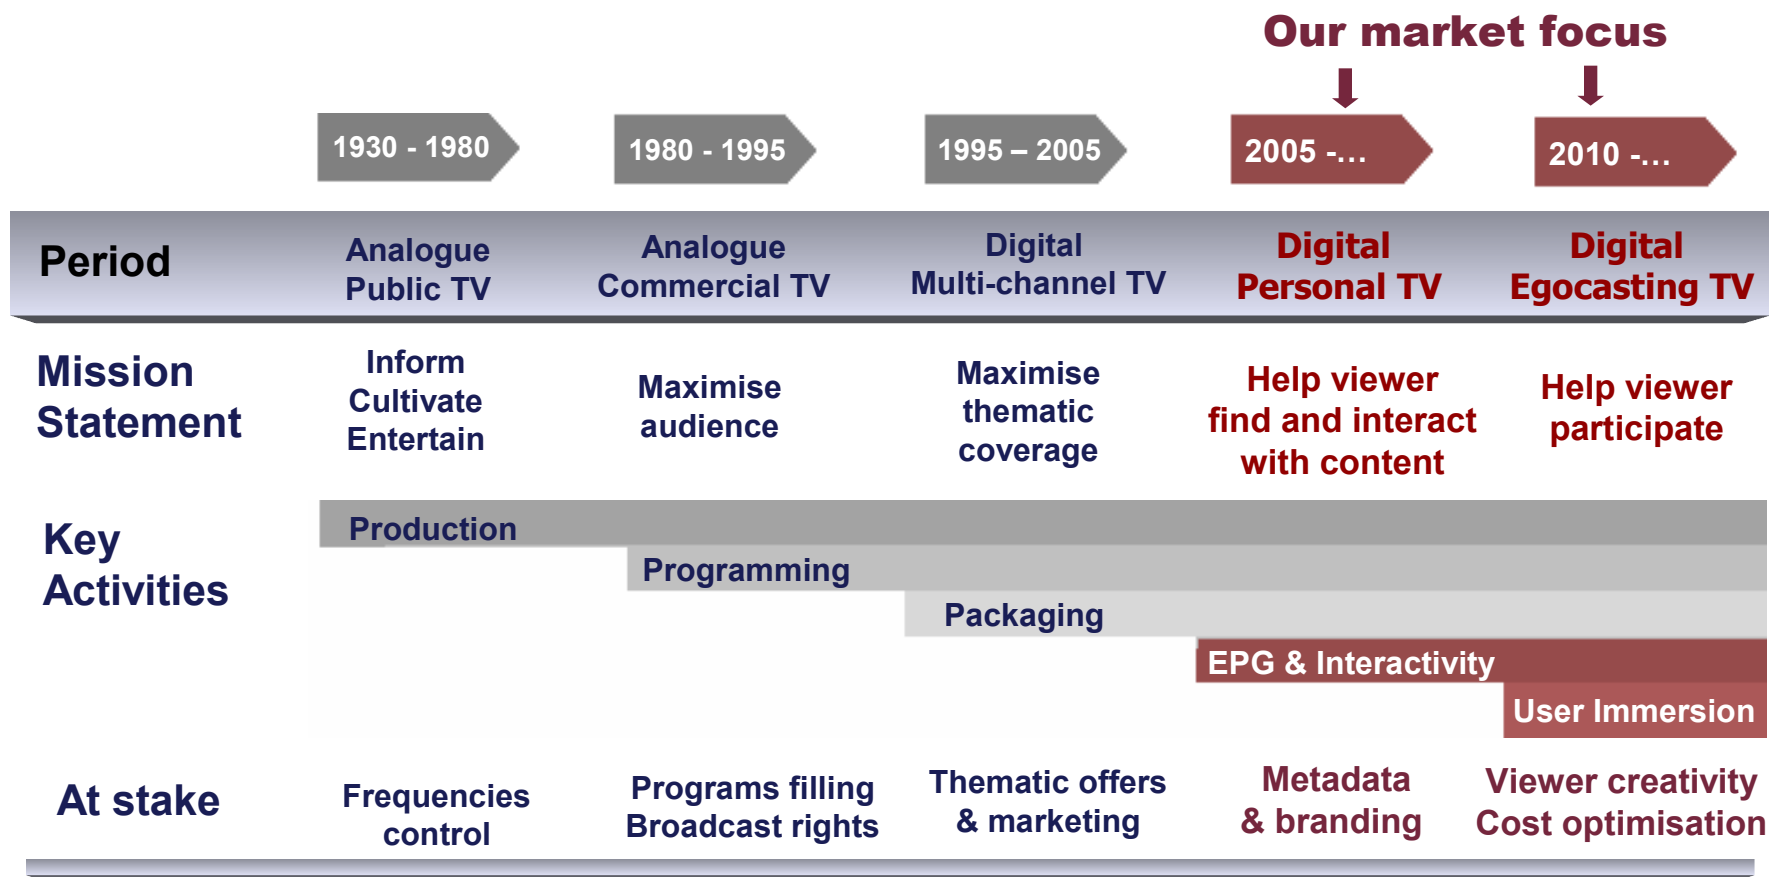 Our market focus
1930 - 1980
1980 - 1995
1995 – 2005
2005 -...
2010 -...
Period
Analogue
Public TV
Analogue
Commercial TV
Digital
Multi-channel TV
Digital
Personal TV
Digital
Egocasting TV
Mission
Statement
Inform
Cultivate
Entertain
Maximise
audience
Maximise
thematic
coverage
Help viewer
find and interact
with content
Help viewer
participate
Key
Activities
Production
Programming
Packaging
EPG & Interactivity
User Immersion
At stake
Frequencies
control
Programs filling
Broadcast rights
Thematic offers
& marketing
Metadata
& branding
Viewer creativity
Cost optimisation